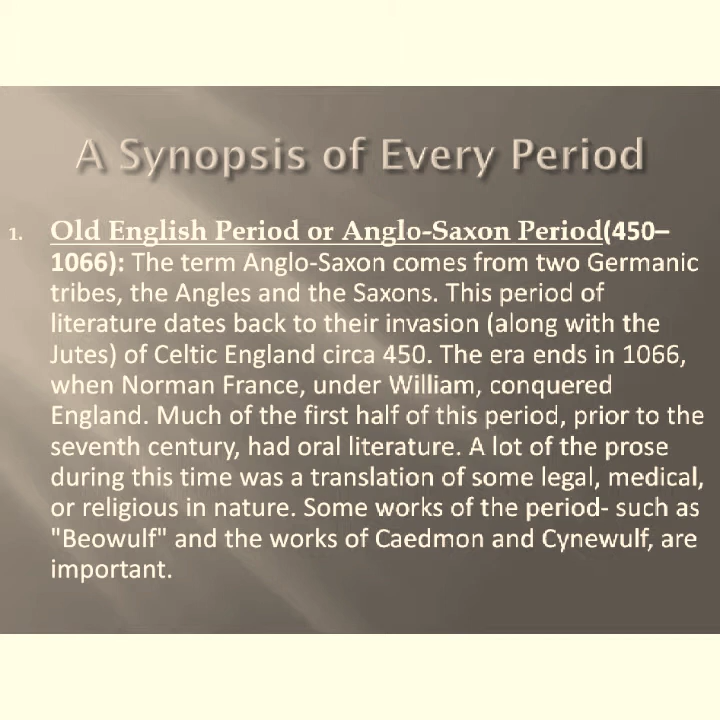 A Synopsis of Every Period
1. Old English Period or Anglo-Saxon Period(450–
1066): The term Anglo-Saxon comes from two Germanic
tribes, the Angles and the Saxons. This period of
literature dates back to their invasion (along with the
Jutes) of Celtic England circa 450. The era ends in 1066,
when Norman France, under William, conquered
England. Much of the first half of this period, prior to the
seventh century, had oral literature. A lot of the prose
during this time was a translation of some legal, medical,
or religious in nature. Some works of the period- such as
"Beowulf" and the works of Caedmon and Cynewulf, are
important.